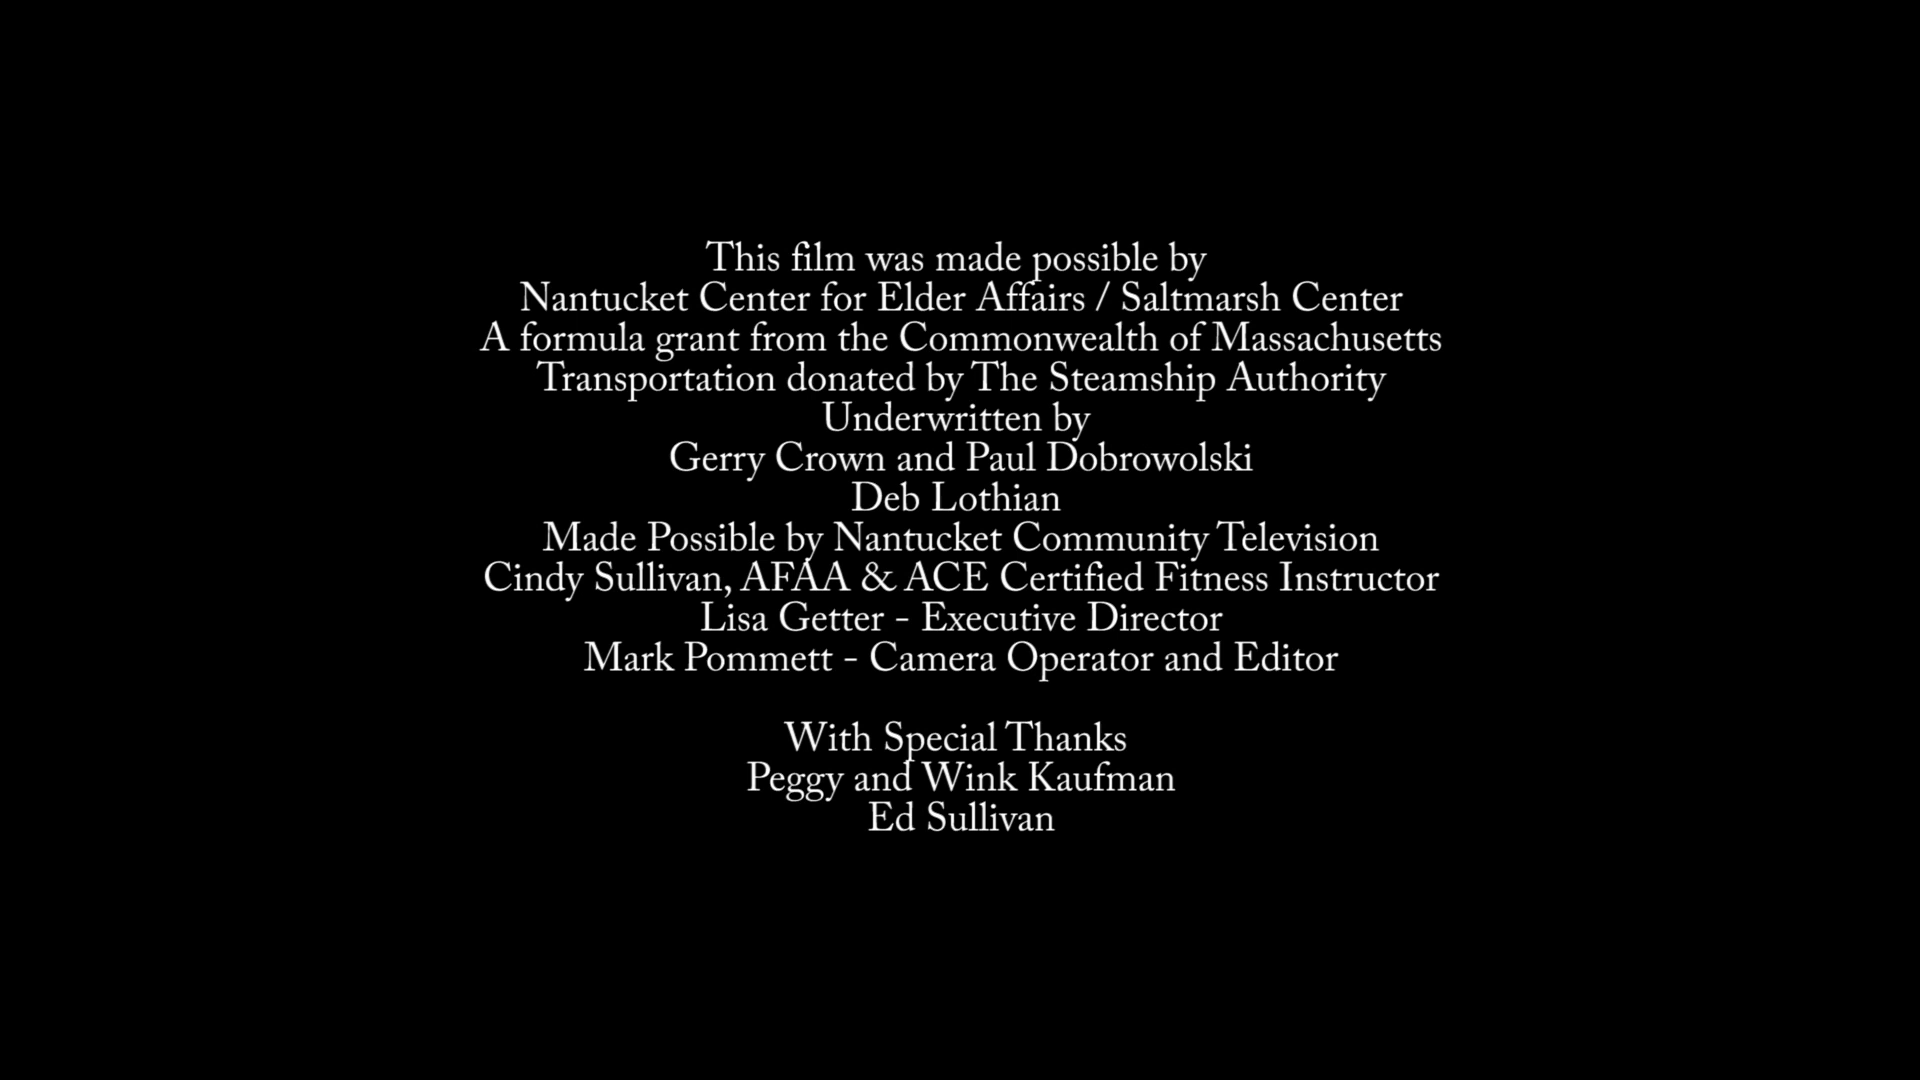 This film was made possible by
Nantucket Center for Elder Affairs / Saltmarsh Center
A formula grant from the Commonwealth of Massachusetts
Transportation donated by The Steamship Authority
Underwritten by
Gerry Crown and Paul Dobrowolski
Deb Lothian
Made Possible by Nantucket Community Television
Cindy Sullivan, AFAA & ACE Certified Fitness Instructor
Lisa Getter - Executive Director
Mark Pommett - Camera Operator and Editor
With Special Thanks
Peggy and Wink Kaufman
Ed Sullivan